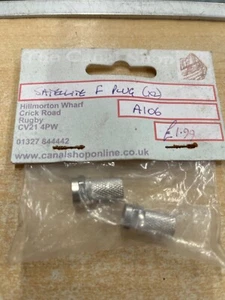 SATELLITE F PLUG (x2)
A106
£1.99
Hillmorton Wharf
Crick Road
Rugby
CV21 4PW
01327 844442
www.canalshoponline.co.uk